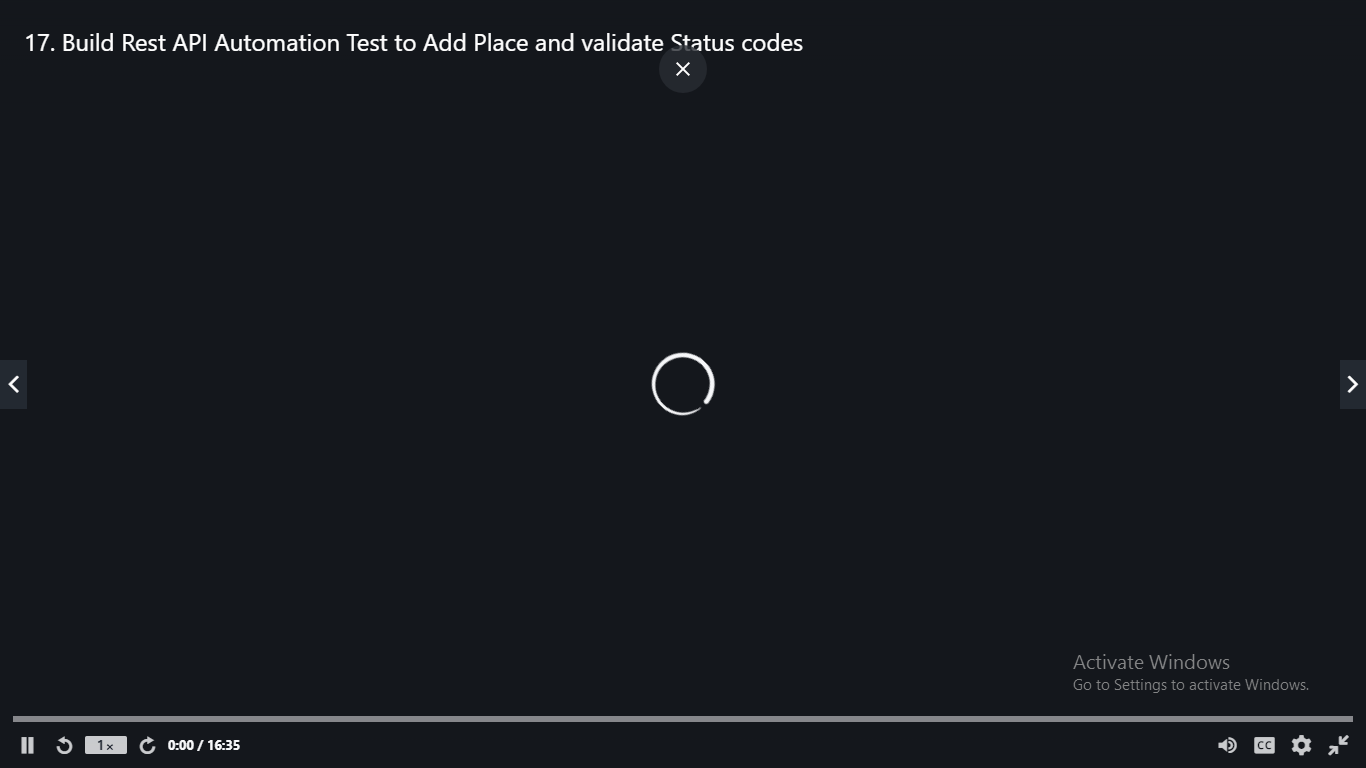 17. Build Rest API Automation Test to Add Place and validate Status codes
Activate Windows
Go to Settings to activate Windows.
1x
0:00 / 16:35
CC